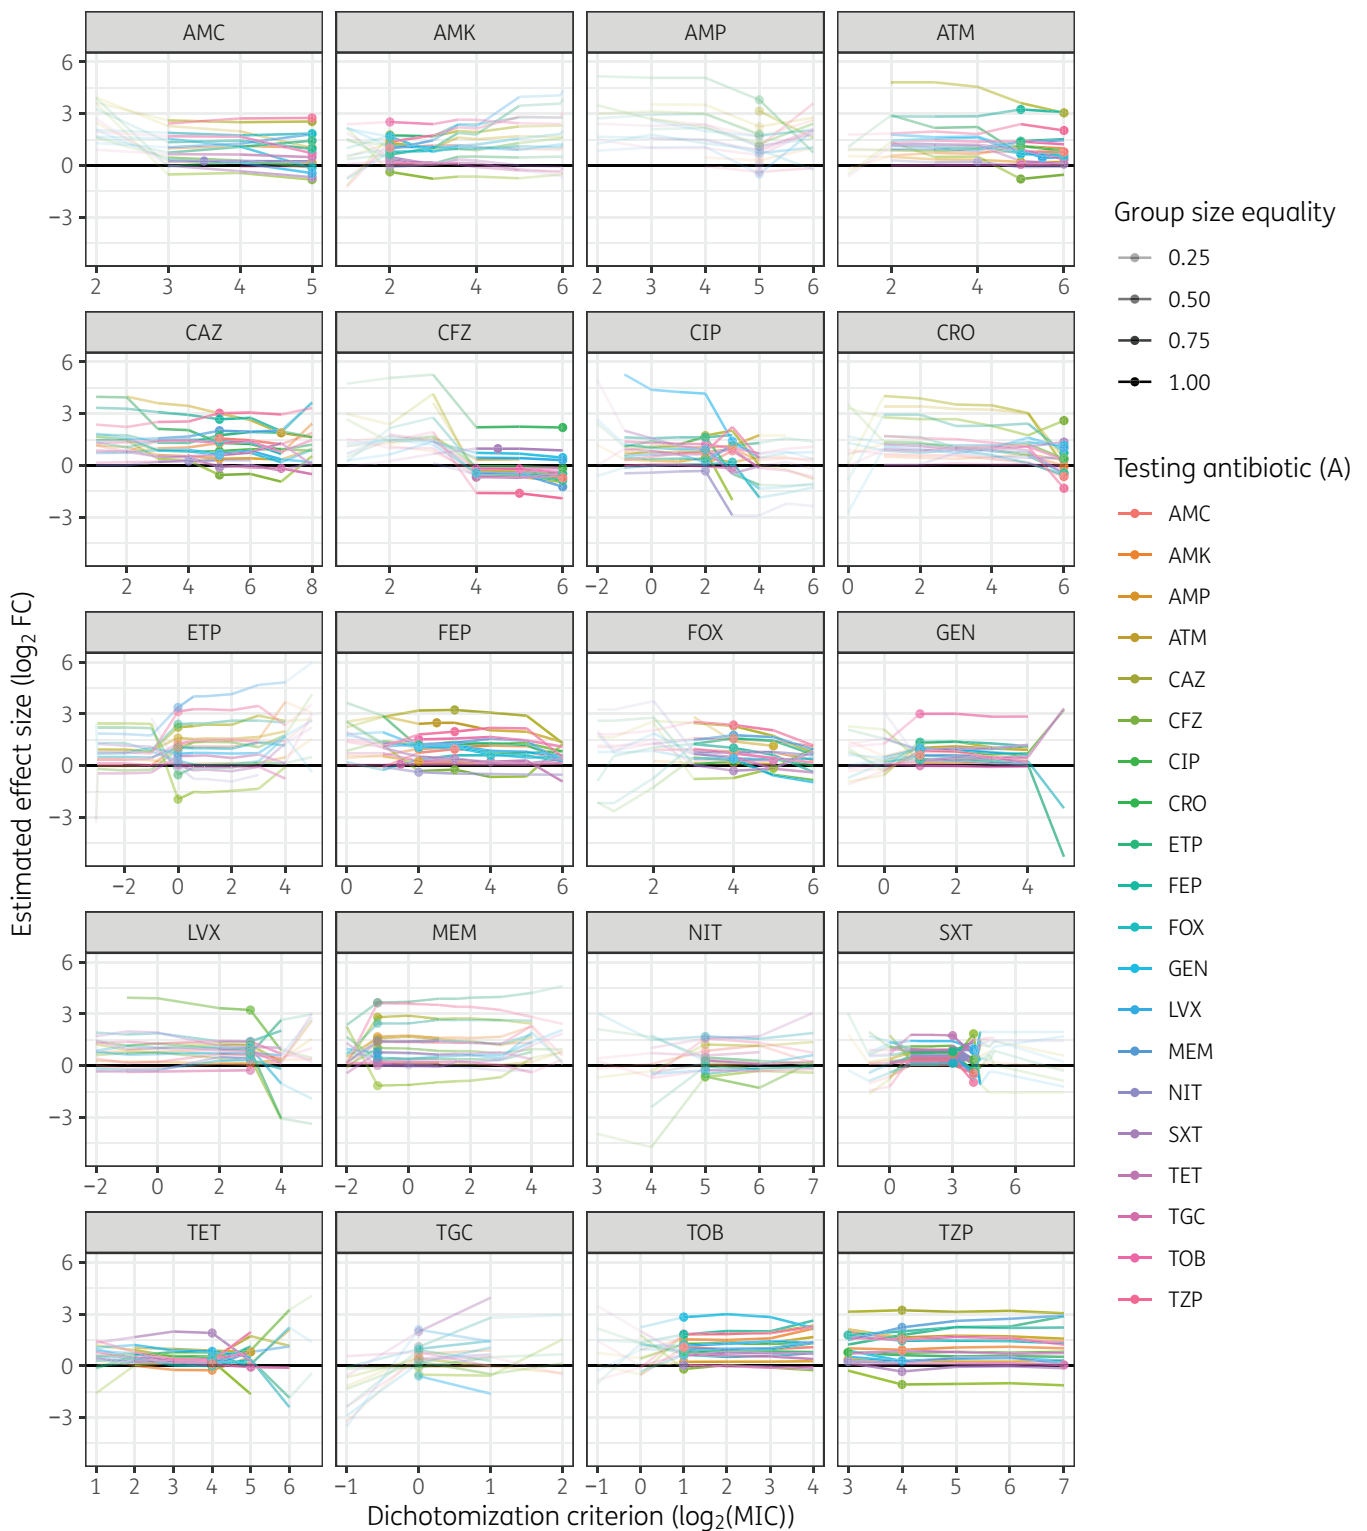 AMC AMK AMP ATM
6
3
0
−3
2 3 4 5 2 4 6 2 3 4 5 6 2 4 6
CAZ CFZ CIP CRO
6
3
0
−3
2 4 6 8 2 4 6 −2 0 2 4 6 0 2 4 6
ETP FEP FOX GEN
6
3
0
−3
−2 0 2 4 0 2 4 6 2 4 6 0 2 4
LVX MEM NIT SXT
6
3
0
−3
−2 0 2 4 −2 0 2 4 3 4 5 6 7 0 3 6
TET TGC TOB TZP
6
3
0
−3
1 2 3 4 5 6 −1 0 1 2 −1 0 1 2 3 4 3 4 5 6 7
Estimated effect size (log₂ FC)
Dichotomization criterion (log₂(MIC))
Group size equality
0.25
0.50
0.75
1.00
Testing antibiotic (A)
AMC
AMK
AMP
ATM
CAZ
CFZ
CIP
CRO
ETP
FEP
FOX
GEN
LVX
MEM
NIT
SXT
TET
TGC
TOB
TZP